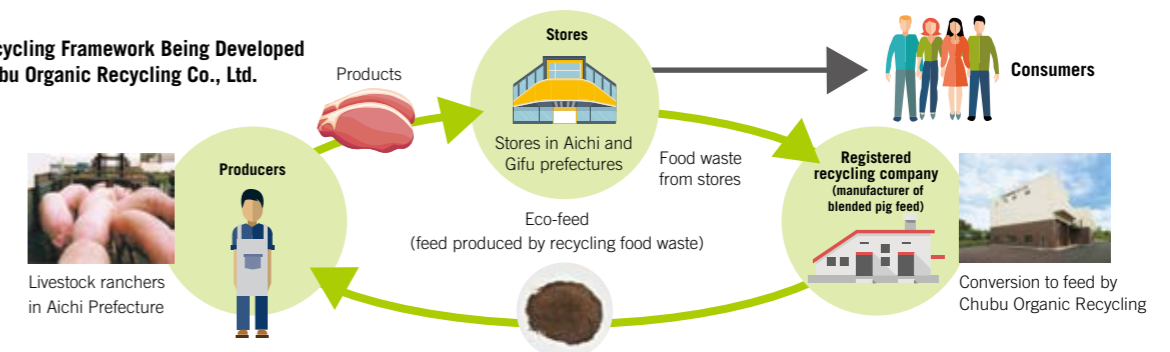 cycling Framework Being Developed
ubu Organic Recycling Co., Ltd.
Products
Stores
Stores in Aichi and
Gifu prefectures
Consumers
Producers
Livestock ranchers
in Aichi Prefecture
Food waste
from stores
Registered
recycling company
(manufacturer of
blended pig feed)
Conversion to feed by
Chubu Organic Recycling
Eco-feed
(feed produced by recycling food waste)